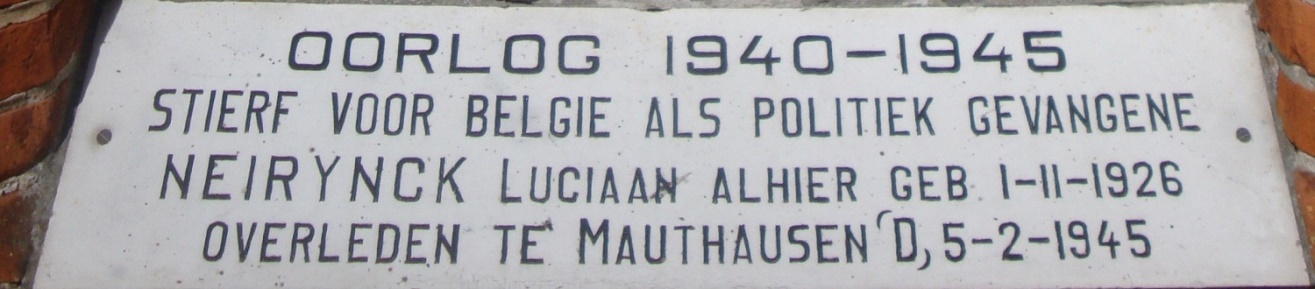 OORLOG 1940-1945
STIERF VOOR BELGIE ALS POLITIEK GEVANGENE
NEIRYNCK LUCIAAN ALHIER GEB. 1-11-1926
OVERLEDEN TE MAUTHAUSEN (D, 5-2-1945